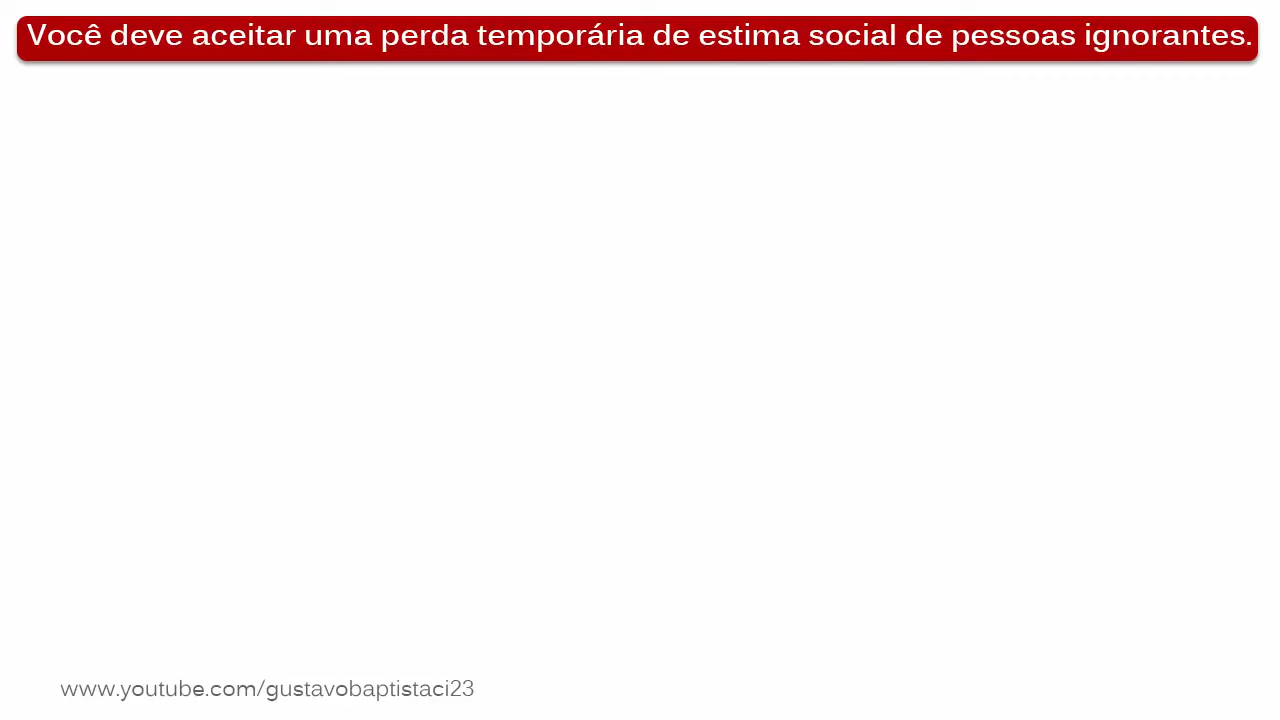 Você deve aceitar uma perda temporária de estima social de pessoas ignorantes.
www.youtube.com/gustavobaptistaci23